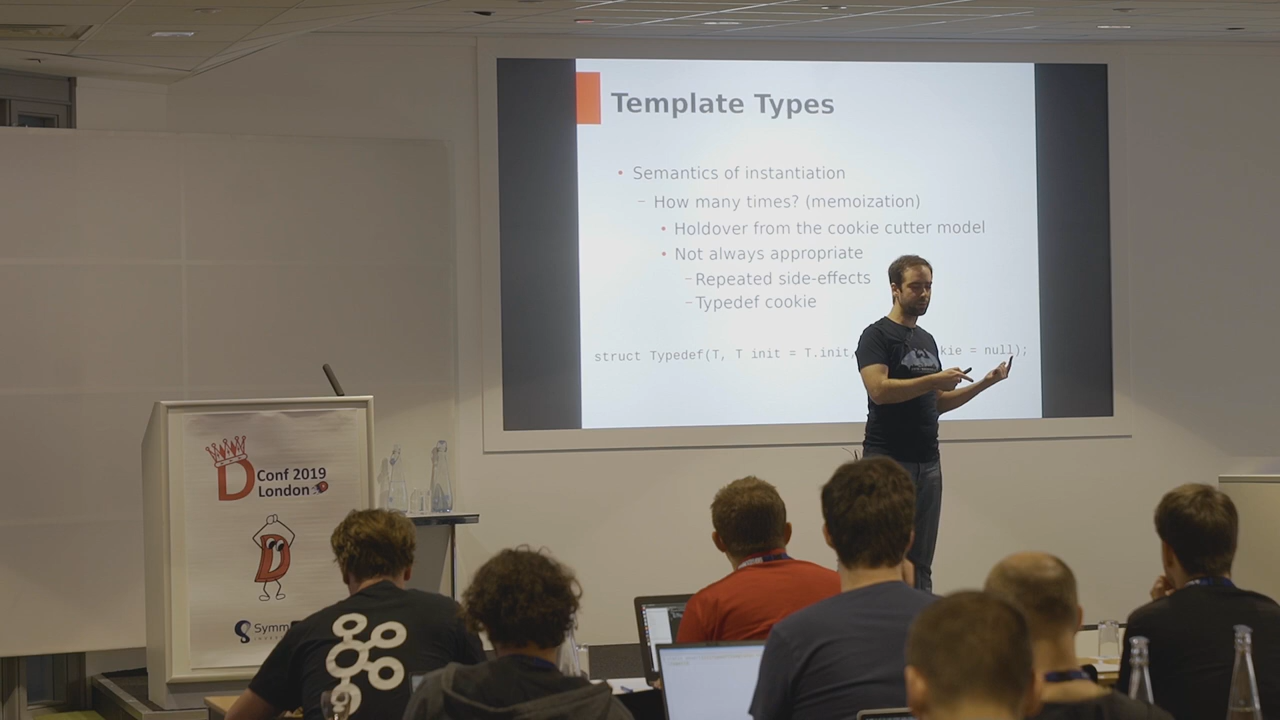 Template Types
• Semantics of instantiation
– How many times? (memoization)
• Holdover from the cookie cutter model
• Not always appropriate
– Repeated side-effects
– Typedef cookie
struct Typedef(T, T init = T.init, kie = null);
D Conf 2019
London
D
Symm